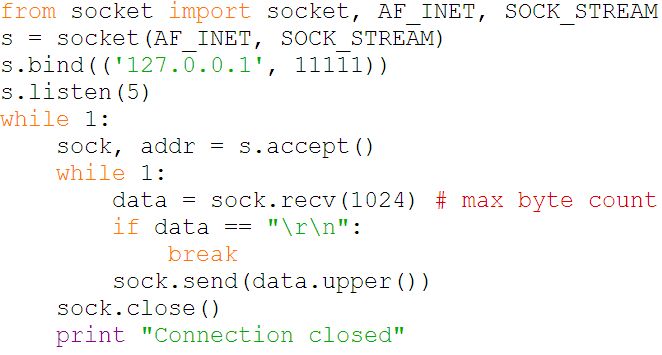 from socket import socket, AF_INET, SOCK_STREAM
s = socket(AF_INET, SOCK_STREAM)
s.bind(('127.0.0.1', 11111))
s.listen(5)
while 1:
    sock, addr = s.accept()
    while 1:
        data = sock.recv(1024) # max byte count
        if data == "\r\n":
            break
        sock.send(data.upper())
    sock.close()
    print "Connection closed"